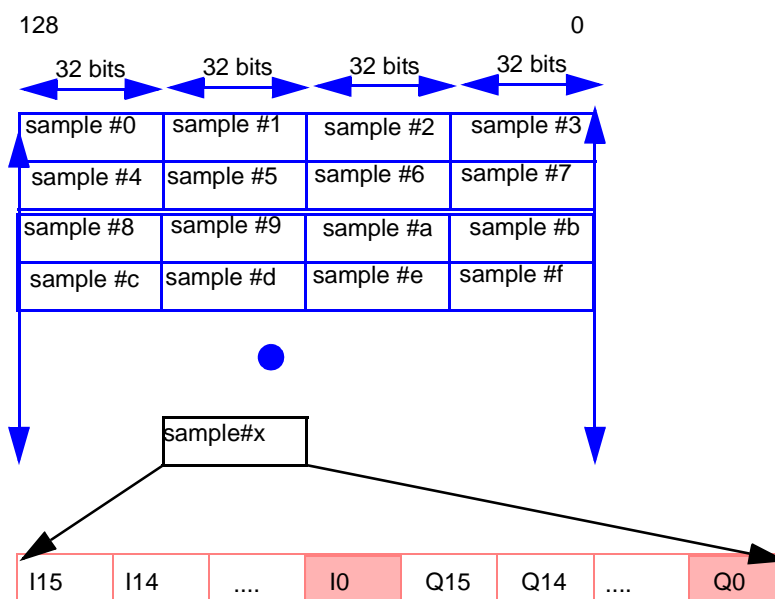 128 0
32 bits 32 bits 32 bits 32 bits
sample #0 sample #1 sample #2 sample #3
sample #4 sample #5 sample #6 sample #7
sample #8 sample #9 sample #a sample #b
sample #c sample #d sample #e sample #f
sample#x
I15 I14 .... I0 Q15 Q14 .... Q0